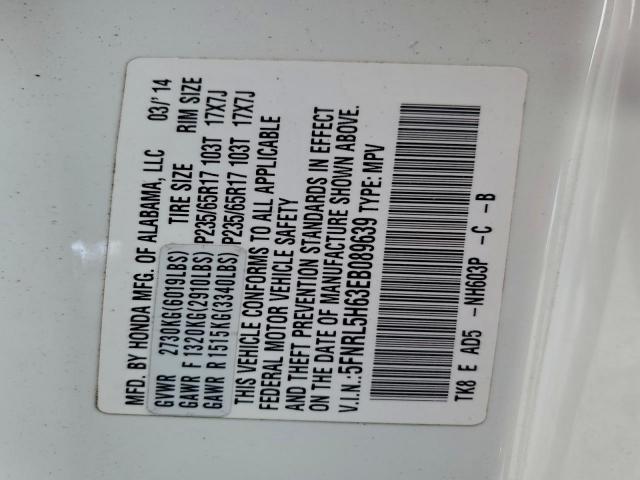 MFD. BY HONDA MFG. OF ALABAMA, LLC 03/'14
GVWR 2730KG(6019LBS) TIRE SIZE RIM SIZE
GAWR F 1320KG(2910LBS) P235/65R17 103T 17X7J
GAWR R 1515KG(3340LBS) P235/65R17 103T 17X7J
THIS VEHICLE CONFORMS TO ALL APPLICABLE
FEDERAL MOTOR VEHICLE SAFETY
AND THEFT PREVENTION STANDARDS IN EFFECT
ON THE DATE OF MANUFACTURE SHOWN ABOVE.
V.I.N.:5FNRL5H63EB089639 TYPE: MPV
TK8 E AD5 -NH603P -C -B